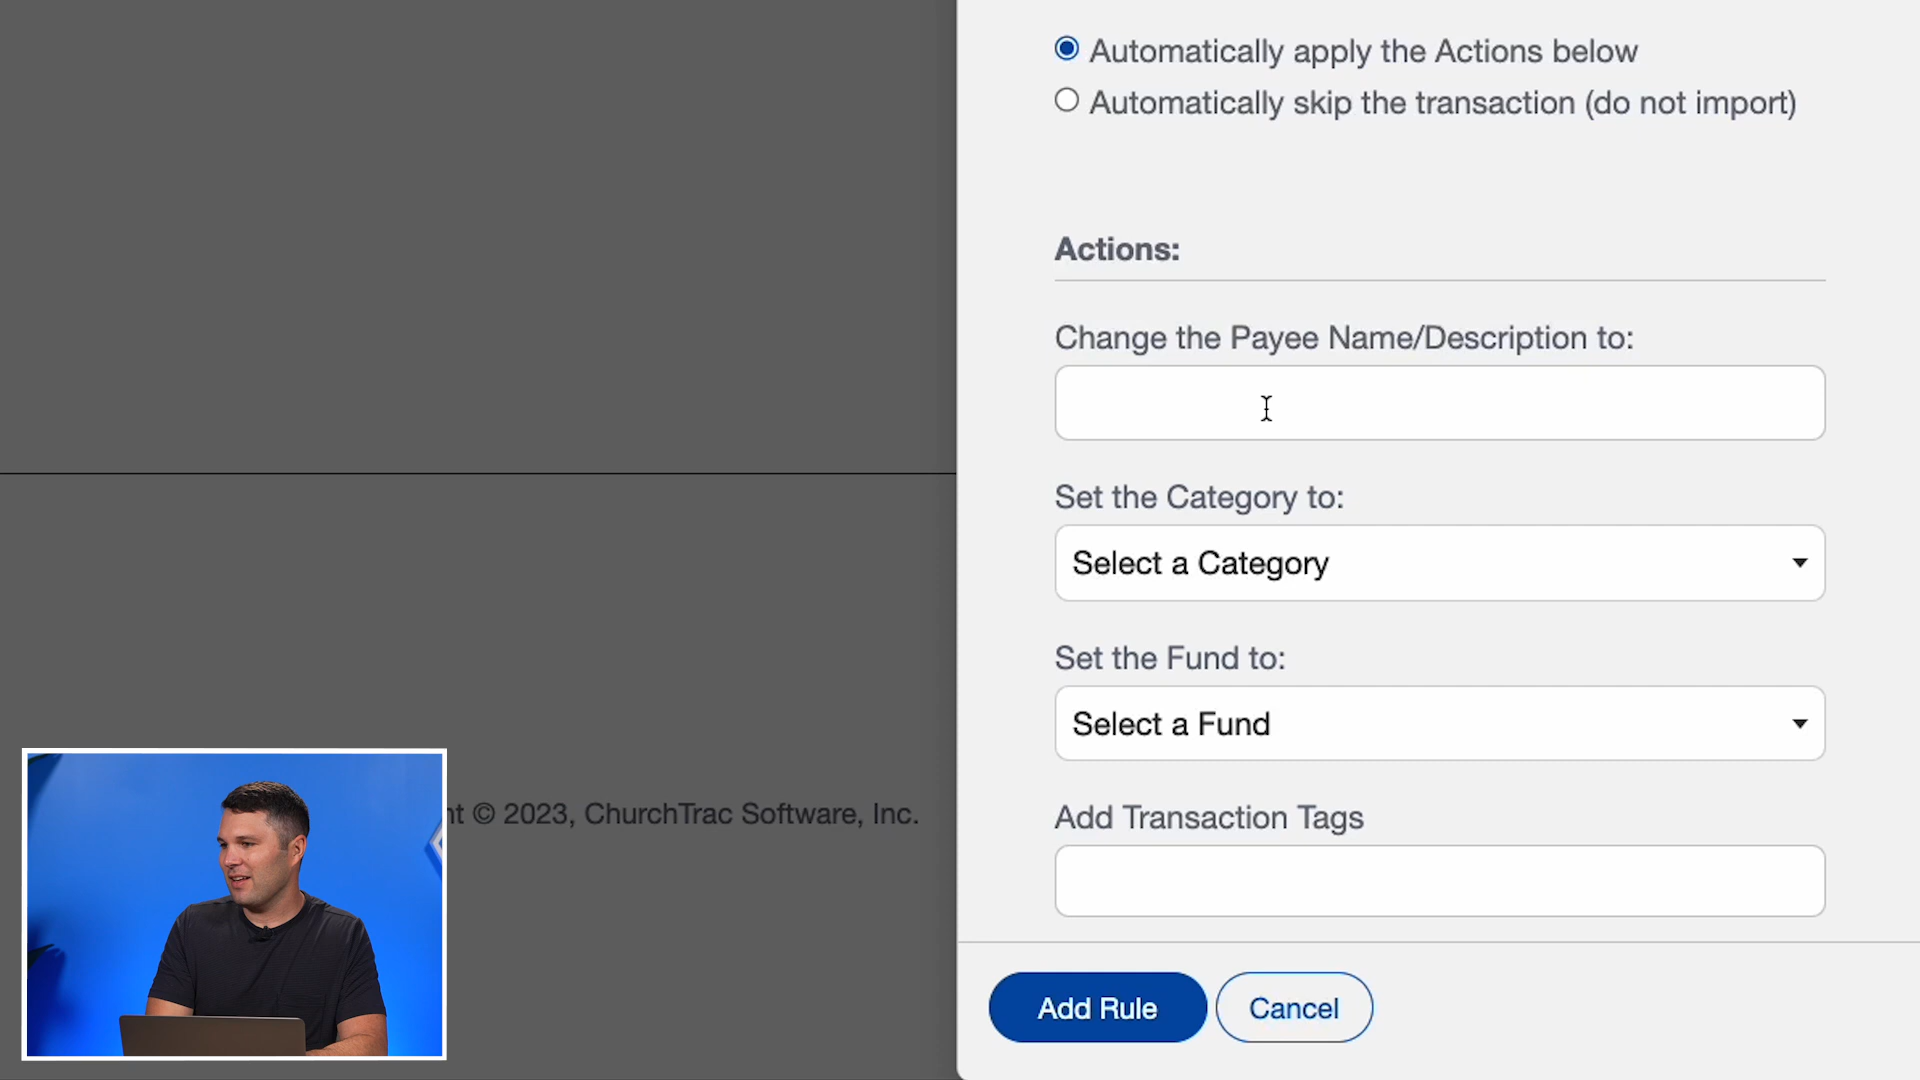 Automatically apply the Actions below
Automatically skip the transaction (do not import)
Actions:
Change the Payee Name/Description to:
Set the Category to:
Select a Category
Set the Fund to:
Select a Fund
Add Transaction Tags
Add Rule
Cancel
© 2023, ChurchTrac Software, Inc.